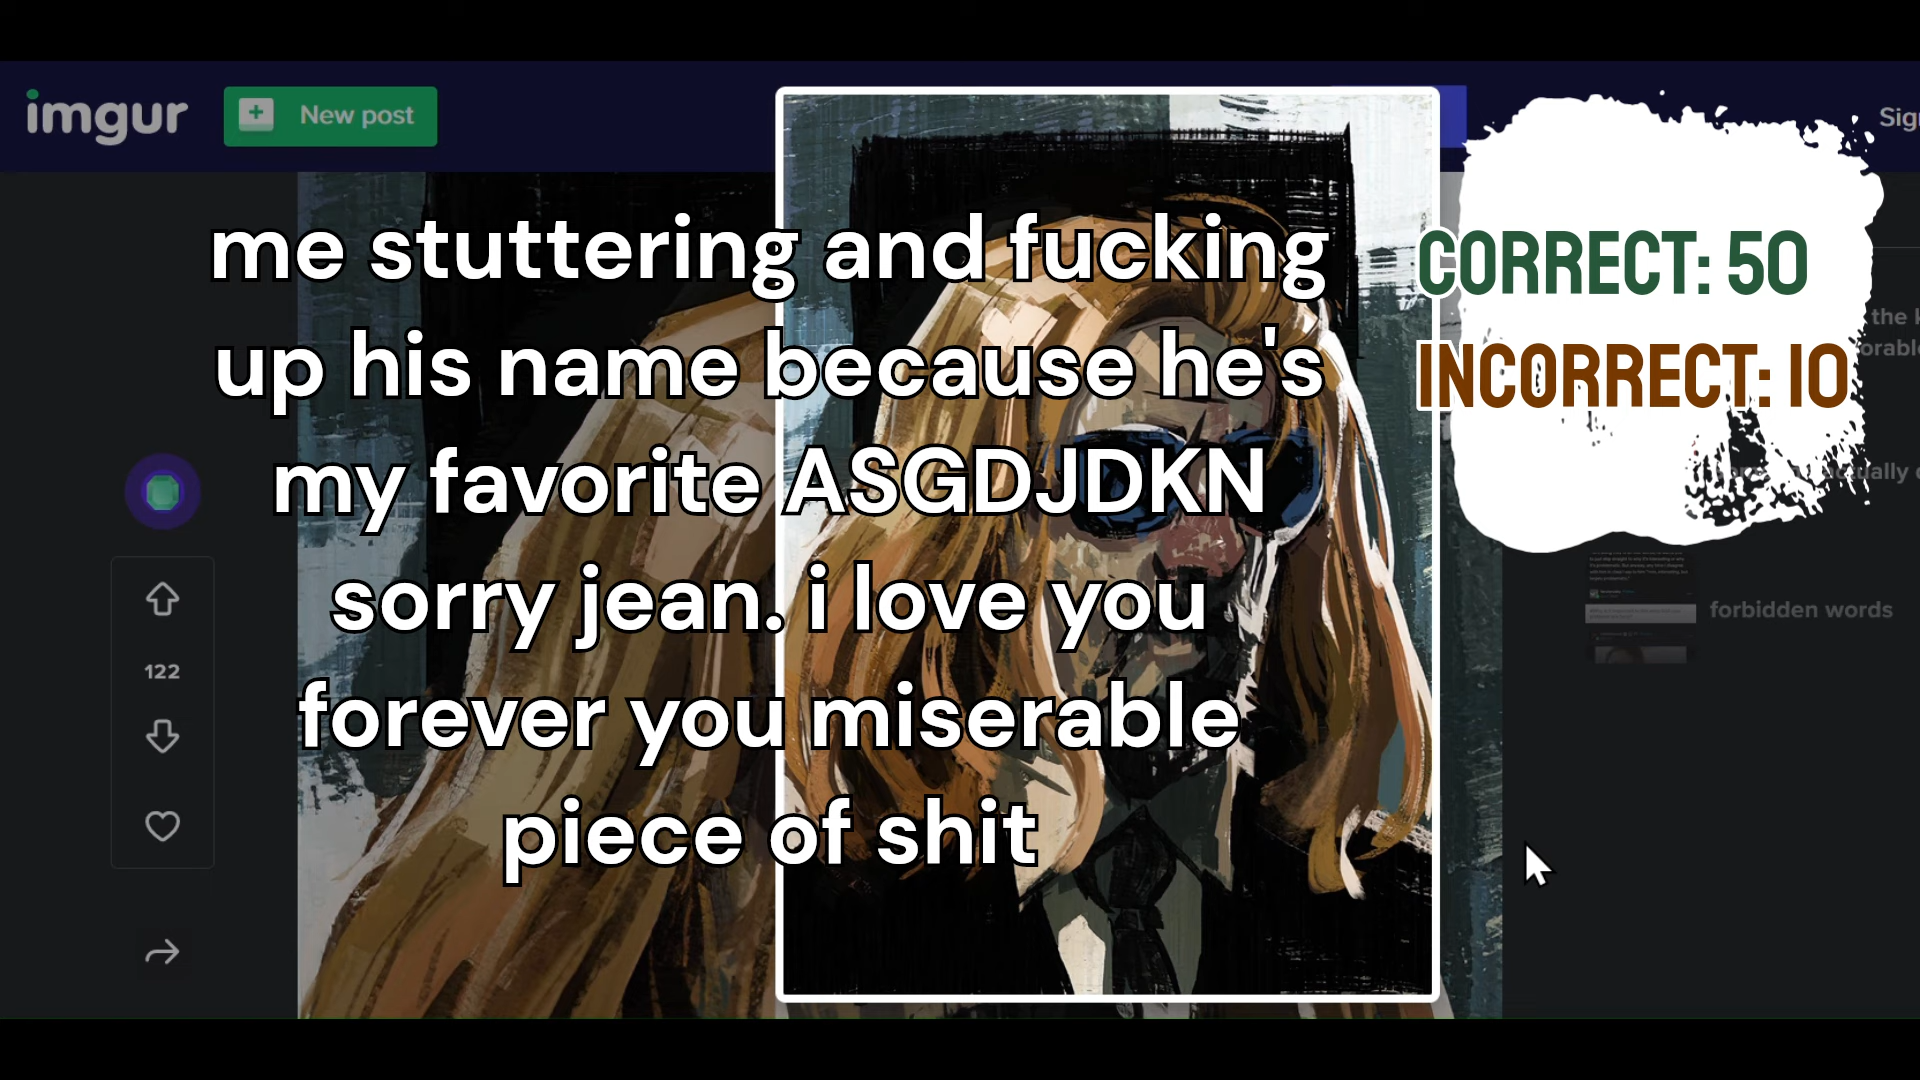 imgur
New post
Sig
me stuttering and fucking
up his name because he's
my favorite ASGDJDKN
sorry jean. i love you
forever you miserable
piece of shit
CORRECT: 50
INCORRECT: 10
the
122
forbidden words